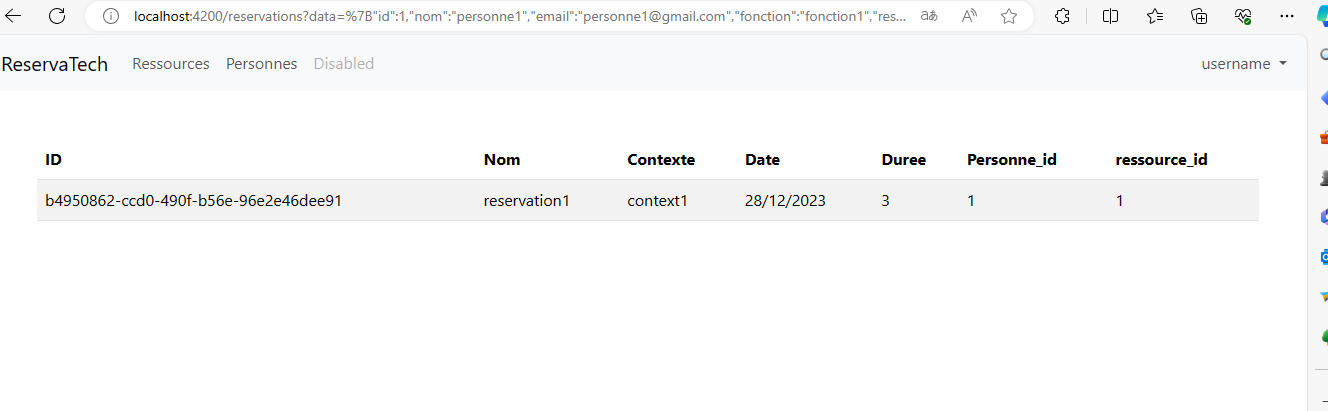 localhost:4200/reservations?data=%7B"id":1,"nom":"personne1","email":"personne1@gmail.com","fonction":"fonction1","res...
ReservaTech Ressources Personnes Disabled username
ID Nom Contexte Date Duree Personne_id ressource_id
b4950862-ccd0-490f-b56e-96e2e46dee91 reservation1 context1 28/12/2023 3 1 1